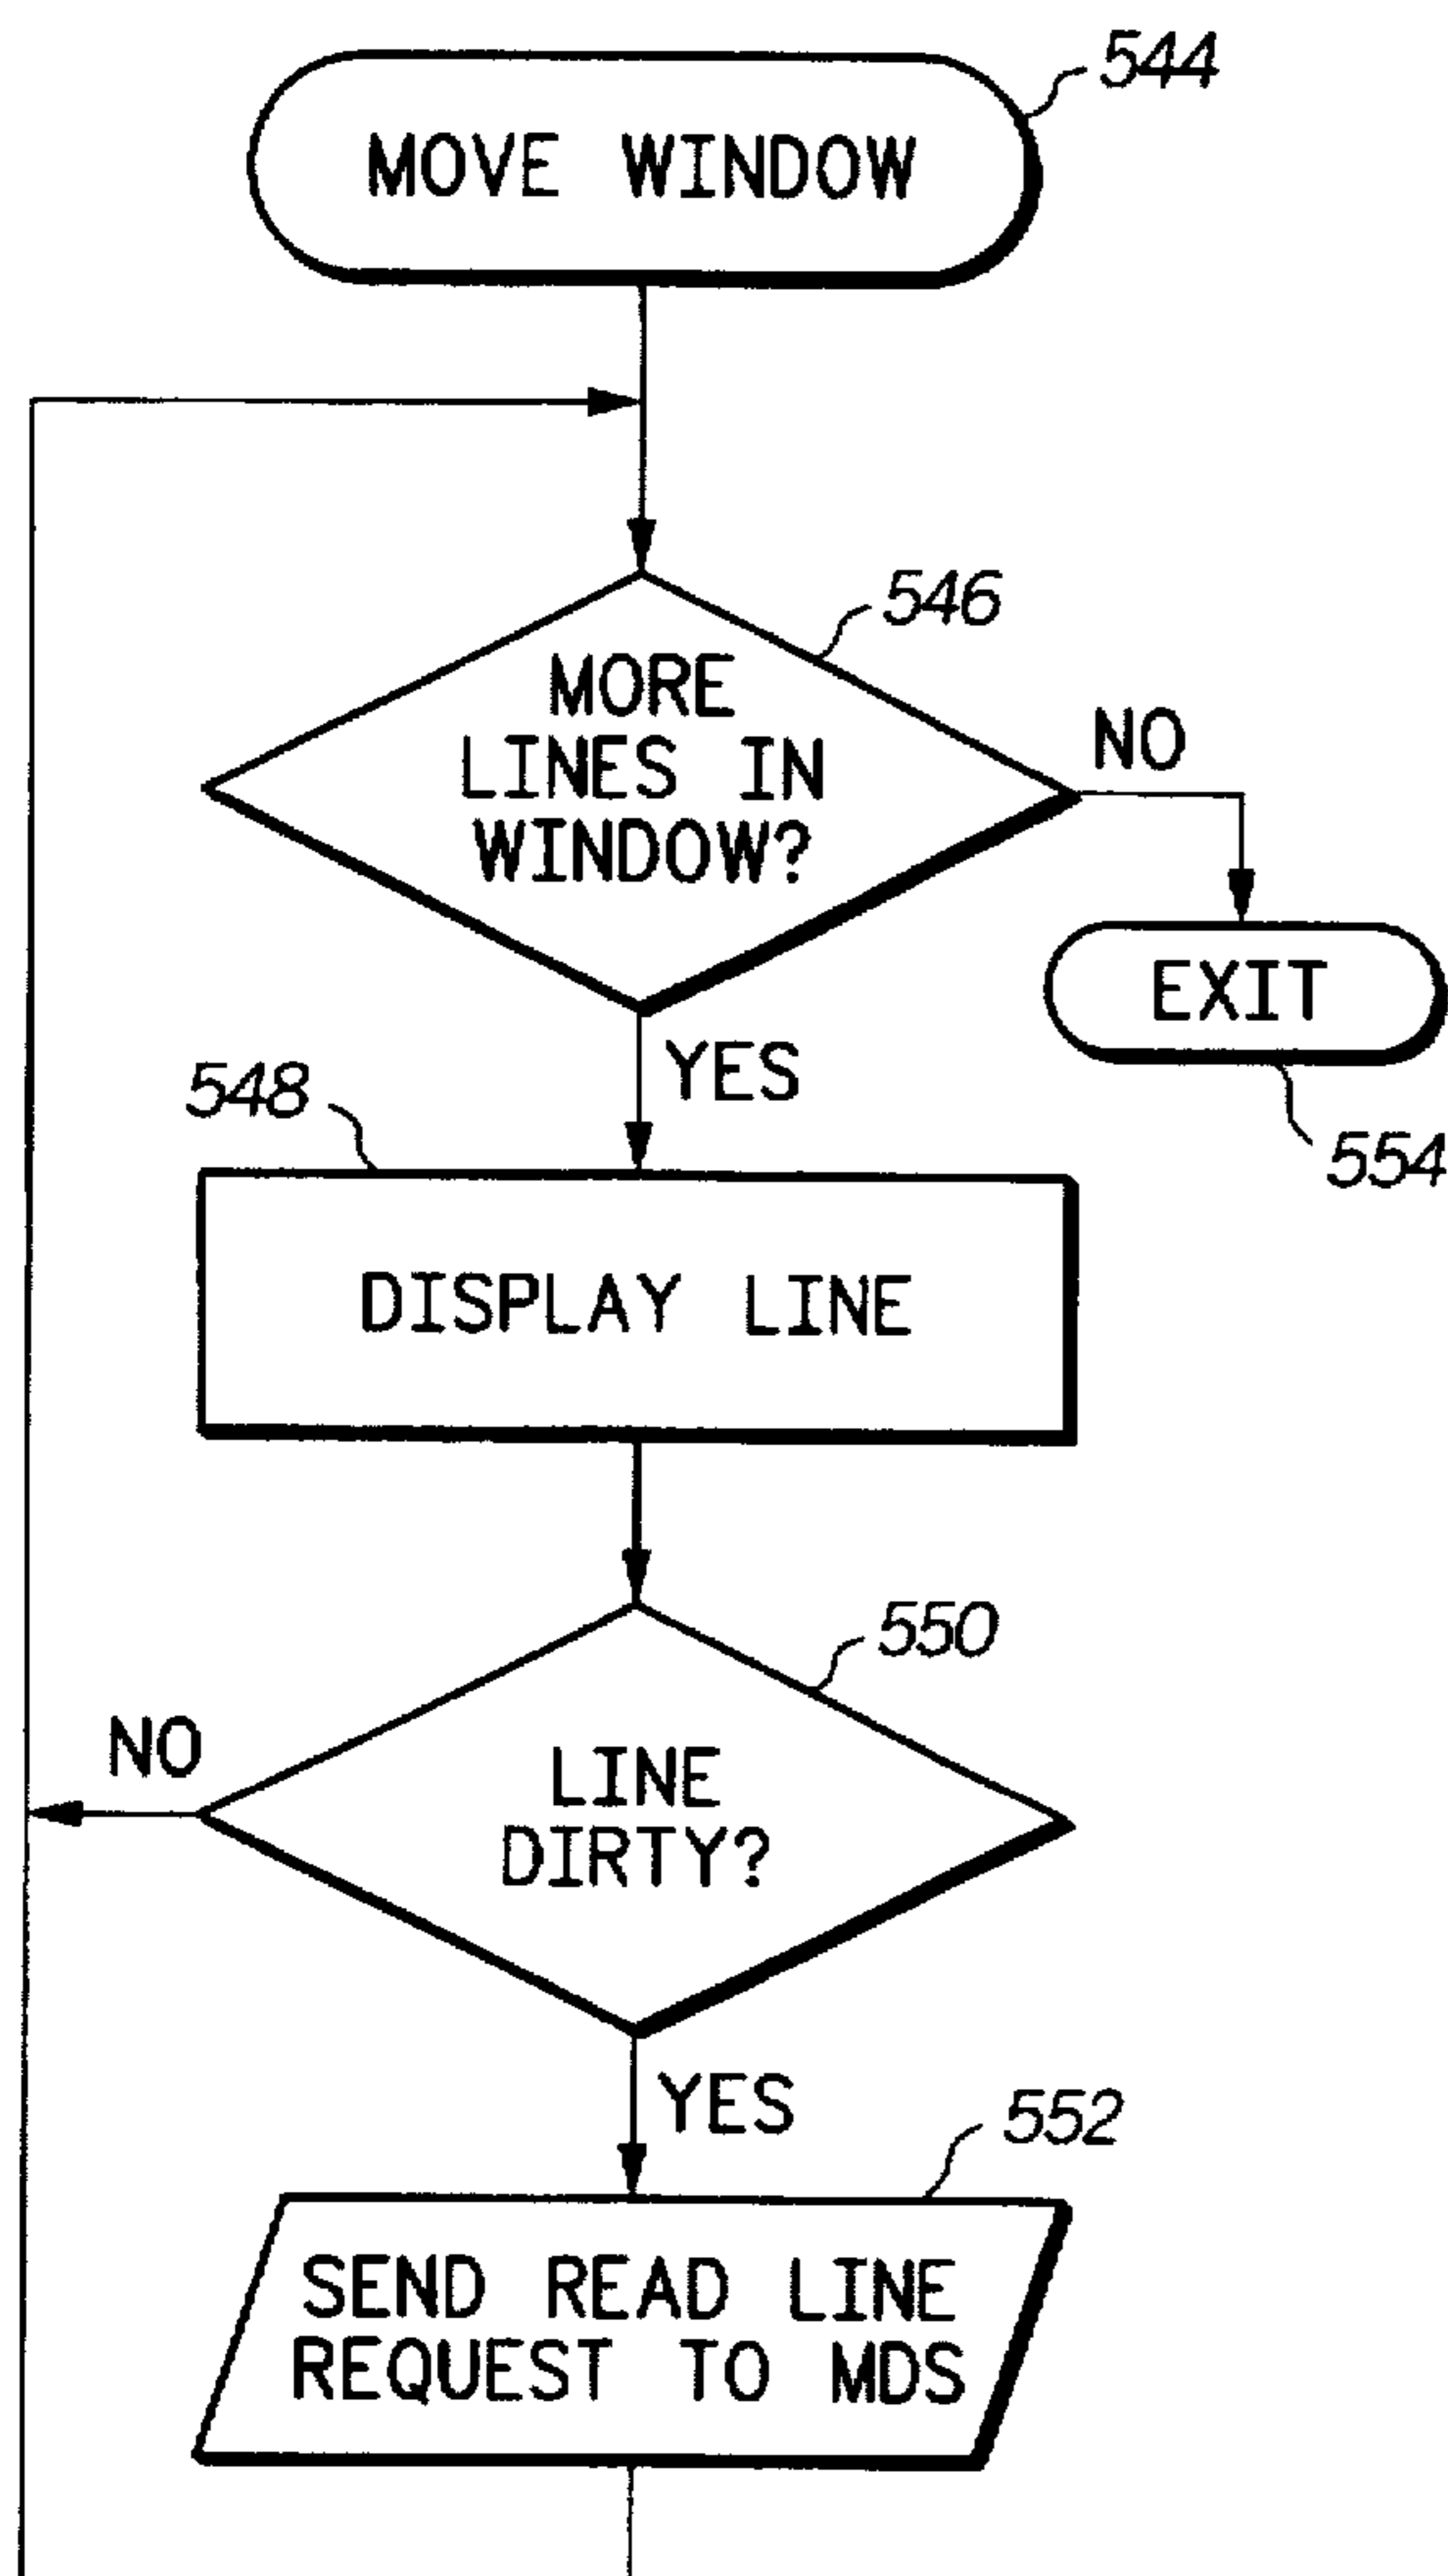 544
MOVE WINDOW
546
MORE
LINES IN
WINDOW?
NO
EXIT
554
YES
548
DISPLAY LINE
550
LINE
DIRTY?
NO
YES
552
SEND READ LINE
REQUEST TO MDS